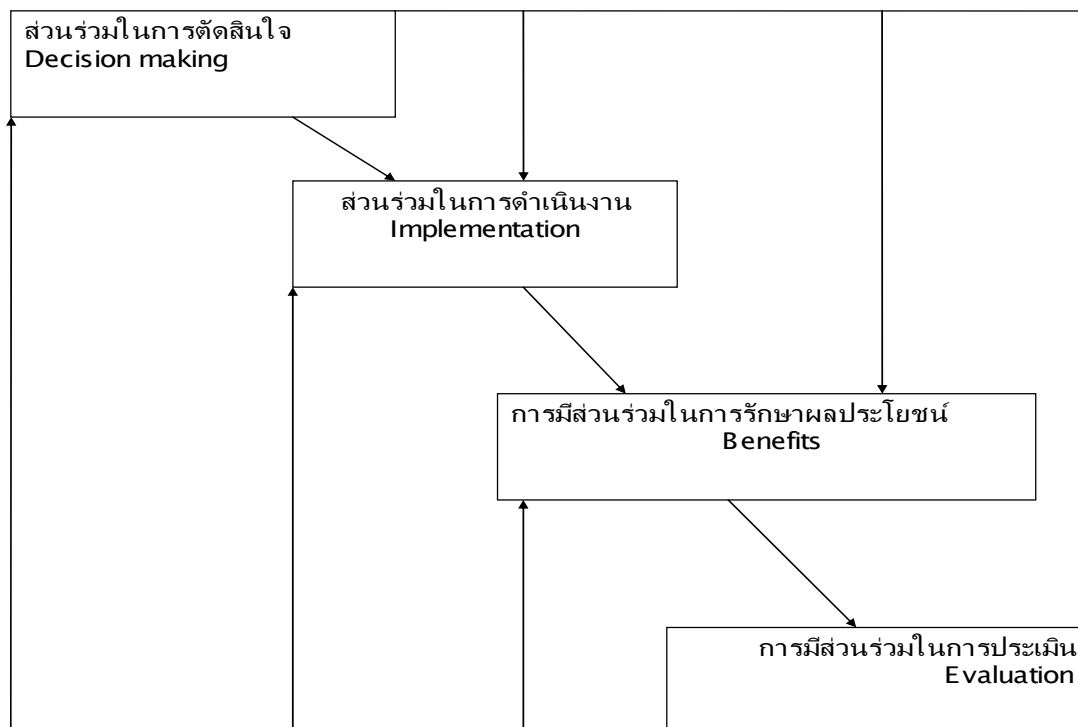 ส่วนร่วมในการตัดสินใจ
Decision making
ส่วนร่วมในการดำเนินงาน
Implementation
การมีส่วนร่วมในการรักษาผลประโยชน์
Benefits
การมีส่วนร่วมในการประเมิน
Evaluation